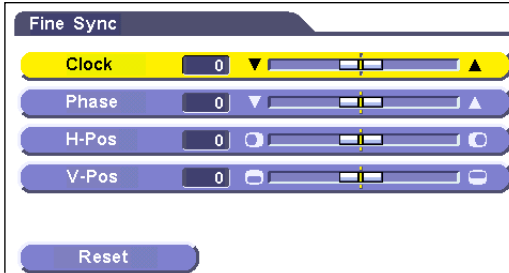 Fine Sync
Clock 0
Phase 0
H-Pos 0
V-Pos 0
Reset